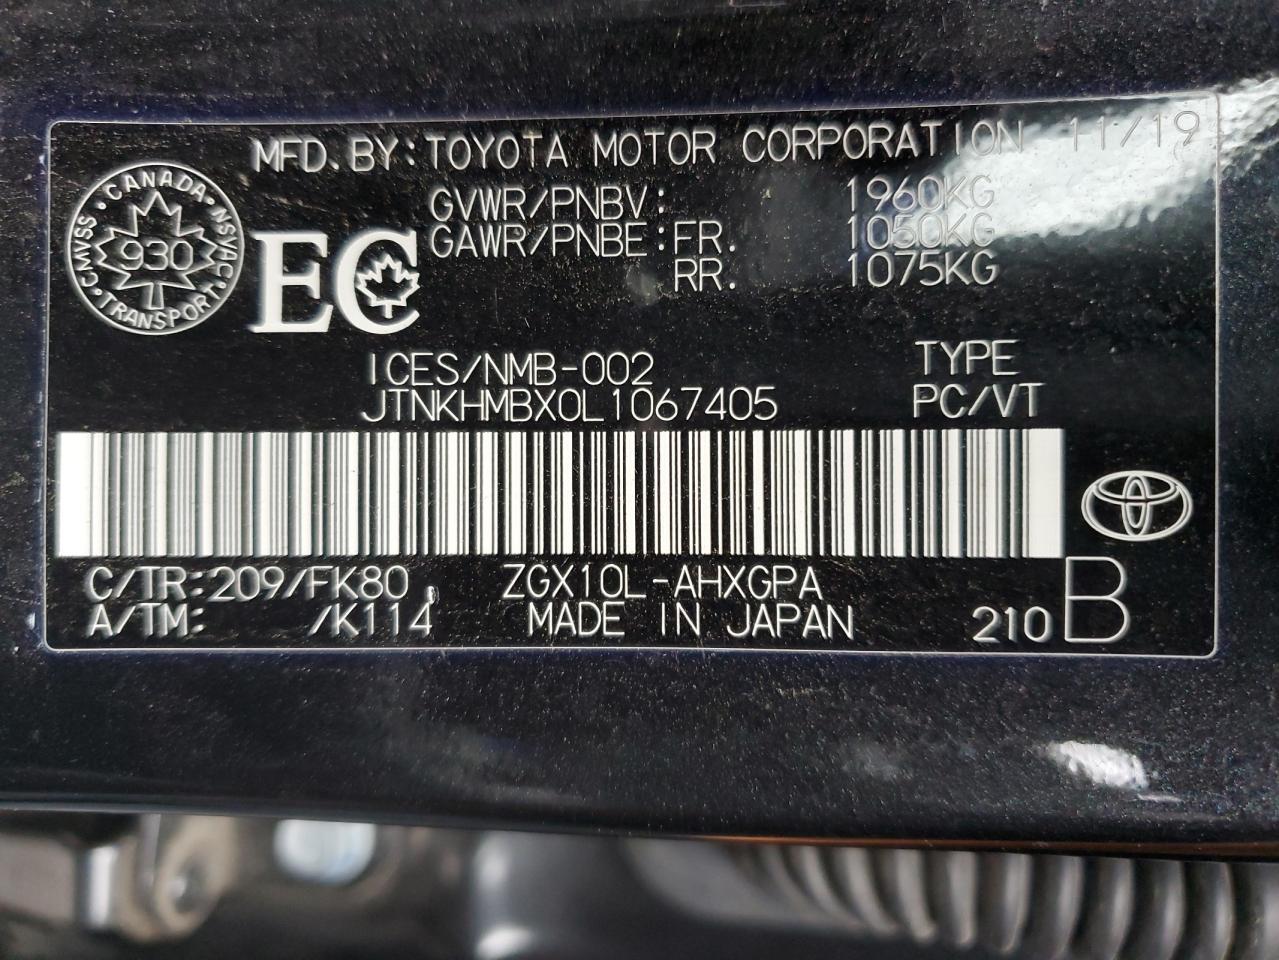 MFD. BY: TOYOTA MOTOR CORPORATION 11/19
GVWR/PNBV: 1960KG
GAWR/PNBE: FR. 1050KG
RR. 1075KG
CANADA
CMVSS · NSVAC
930
TRANSPORT
EC
ICES/NMB-002
TYPE
JTNKHMBX0L1067405
PC/VT
C/TR: 209/FK80, ZGX10L-AHXGPA
A/TM: /K114 MADE IN JAPAN 210 B